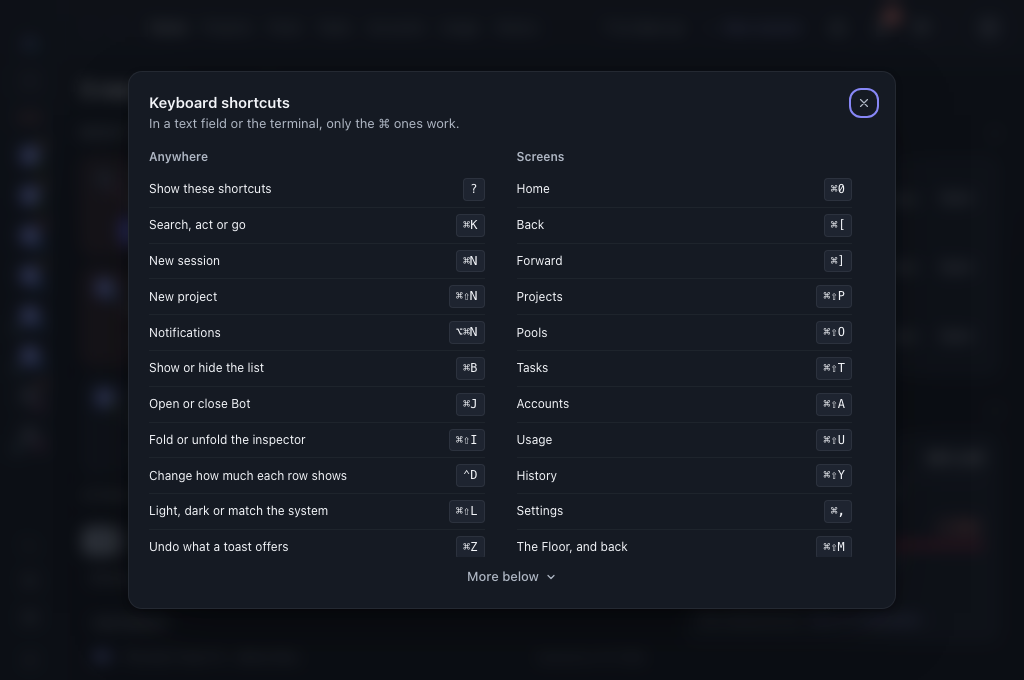 Keyboard shortcuts
In a text field or the terminal, only the ⌘ ones work.
Anywhere
Show these shortcuts ?
Search, act or go ⌘K
New session ⌘N
New project ⌘⇧N
Notifications ⌥⌘N
Show or hide the list ⌘B
Open or close Bot ⌘J
Fold or unfold the inspector ⌘⇧I
Change how much each row shows ⌃D
Light, dark or match the system ⌘⇧L
Undo what a toast offers ⌘Z
Screens
Home ⌘0
Back ⌘[
Forward ⌘]
Projects ⌘⇧P
Pools ⌘⇧O
Tasks ⌘⇧T
Accounts ⌘⇧A
Usage ⌘⇧U
History ⌘⇧Y
Settings ⌘,
The Floor, and back ⌘⇧M
More below